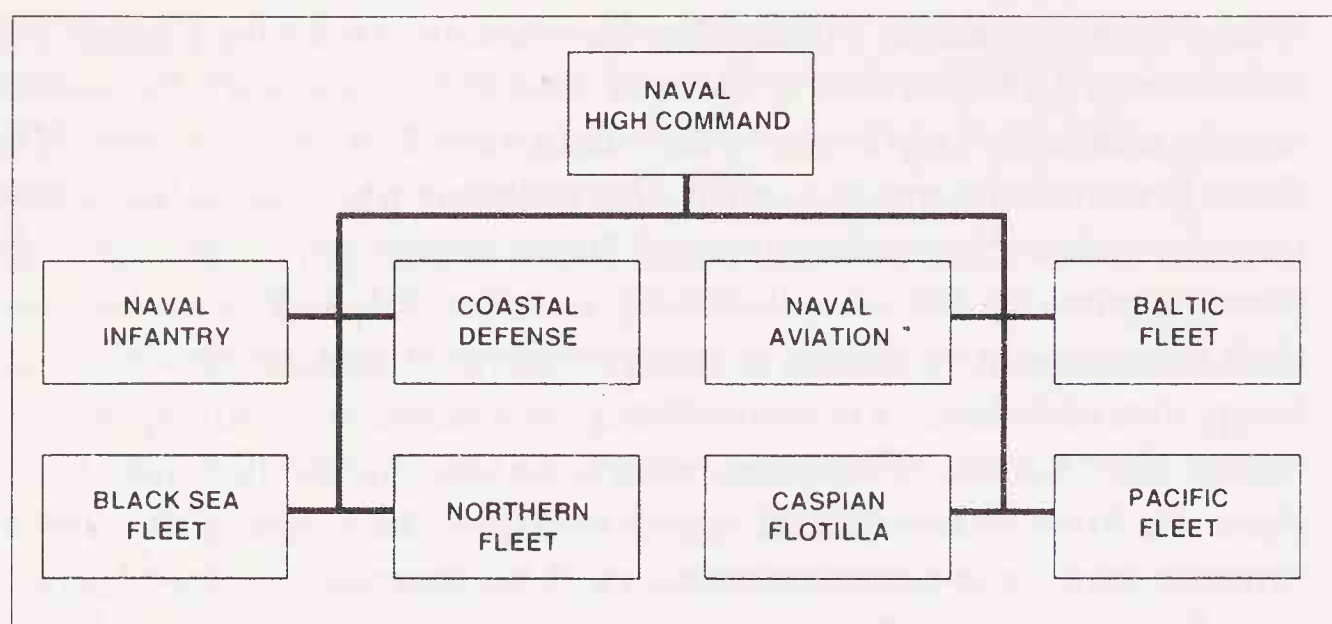 NAVAL
HIGH COMMAND
NAVAL
INFANTRY
COASTAL
DEFENSE
NAVAL
AVIATION
BALTIC
FLEET
BLACK SEA
FLEET
NORTHERN
FLEET
CASPIAN
FLOTILLA
PACIFIC
FLEET